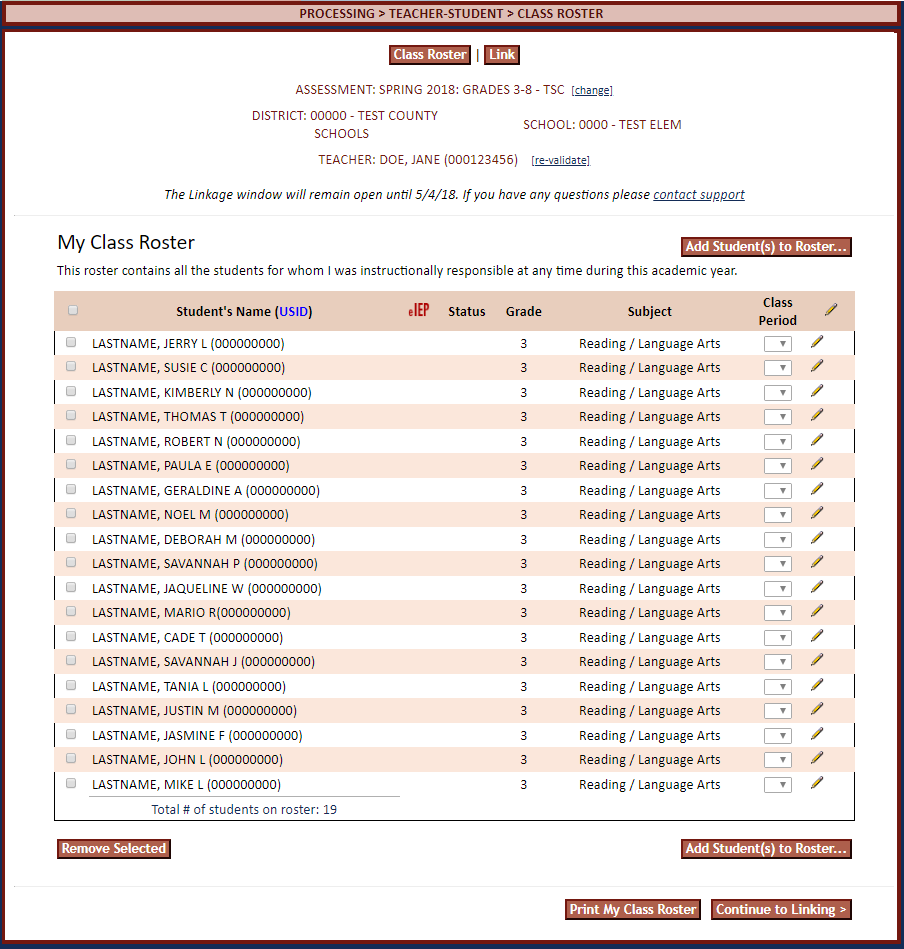 PROCESSING > TEACHER-STUDENT > CLASS ROSTER
Class Roster | Link
ASSESSMENT: SPRING 2018: GRADES 3-8 - TSC [change]
DISTRICT: 00000 - TEST COUNTY
SCHOOLS
SCHOOL: 0000 - TEST ELEM
TEACHER: DOE, JANE (000123456) [re-validate]
The Linkage window will remain open until 5/4/18. If you have any questions please contact support
My Class Roster
Add Student(s) to Roster...
This roster contains all the students for whom I was instructionally responsible at any time during this academic year.
Student's Name (USID) eIEP Status Grade Subject Class Period
LASTNAME, JERRY L (000000000) 3 Reading / Language Arts
LASTNAME, SUSIE C (000000000) 3 Reading / Language Arts
LASTNAME, KIMBERLY N (000000000) 3 Reading / Language Arts
LASTNAME, THOMAS T (000000000) 3 Reading / Language Arts
LASTNAME, ROBERT N (000000000) 3 Reading / Language Arts
LASTNAME, PAULA E (000000000) 3 Reading / Language Arts
LASTNAME, GERALDINE A (000000000) 3 Reading / Language Arts
LASTNAME, NOEL M (000000000) 3 Reading / Language Arts
LASTNAME, DEBORAH M (000000000) 3 Reading / Language Arts
LASTNAME, SAVANNAH P (000000000) 3 Reading / Language Arts
LASTNAME, JAQUELINE W (000000000) 3 Reading / Language Arts
LASTNAME, MARIO R(000000000) 3 Reading / Language Arts
LASTNAME, CADE T (000000000) 3 Reading / Language Arts
LASTNAME, SAVANNAH J (000000000) 3 Reading / Language Arts
LASTNAME, TANIA L (000000000) 3 Reading / Language Arts
LASTNAME, JUSTIN M (000000000) 3 Reading / Language Arts
LASTNAME, JASMINE F (000000000) 3 Reading / Language Arts
LASTNAME, JOHN L (000000000) 3 Reading / Language Arts
LASTNAME, MIKE L (000000000) 3 Reading / Language Arts
Total # of students on roster: 19
Remove Selected Add Student(s) to Roster...
Print My Class Roster Continue to Linking >